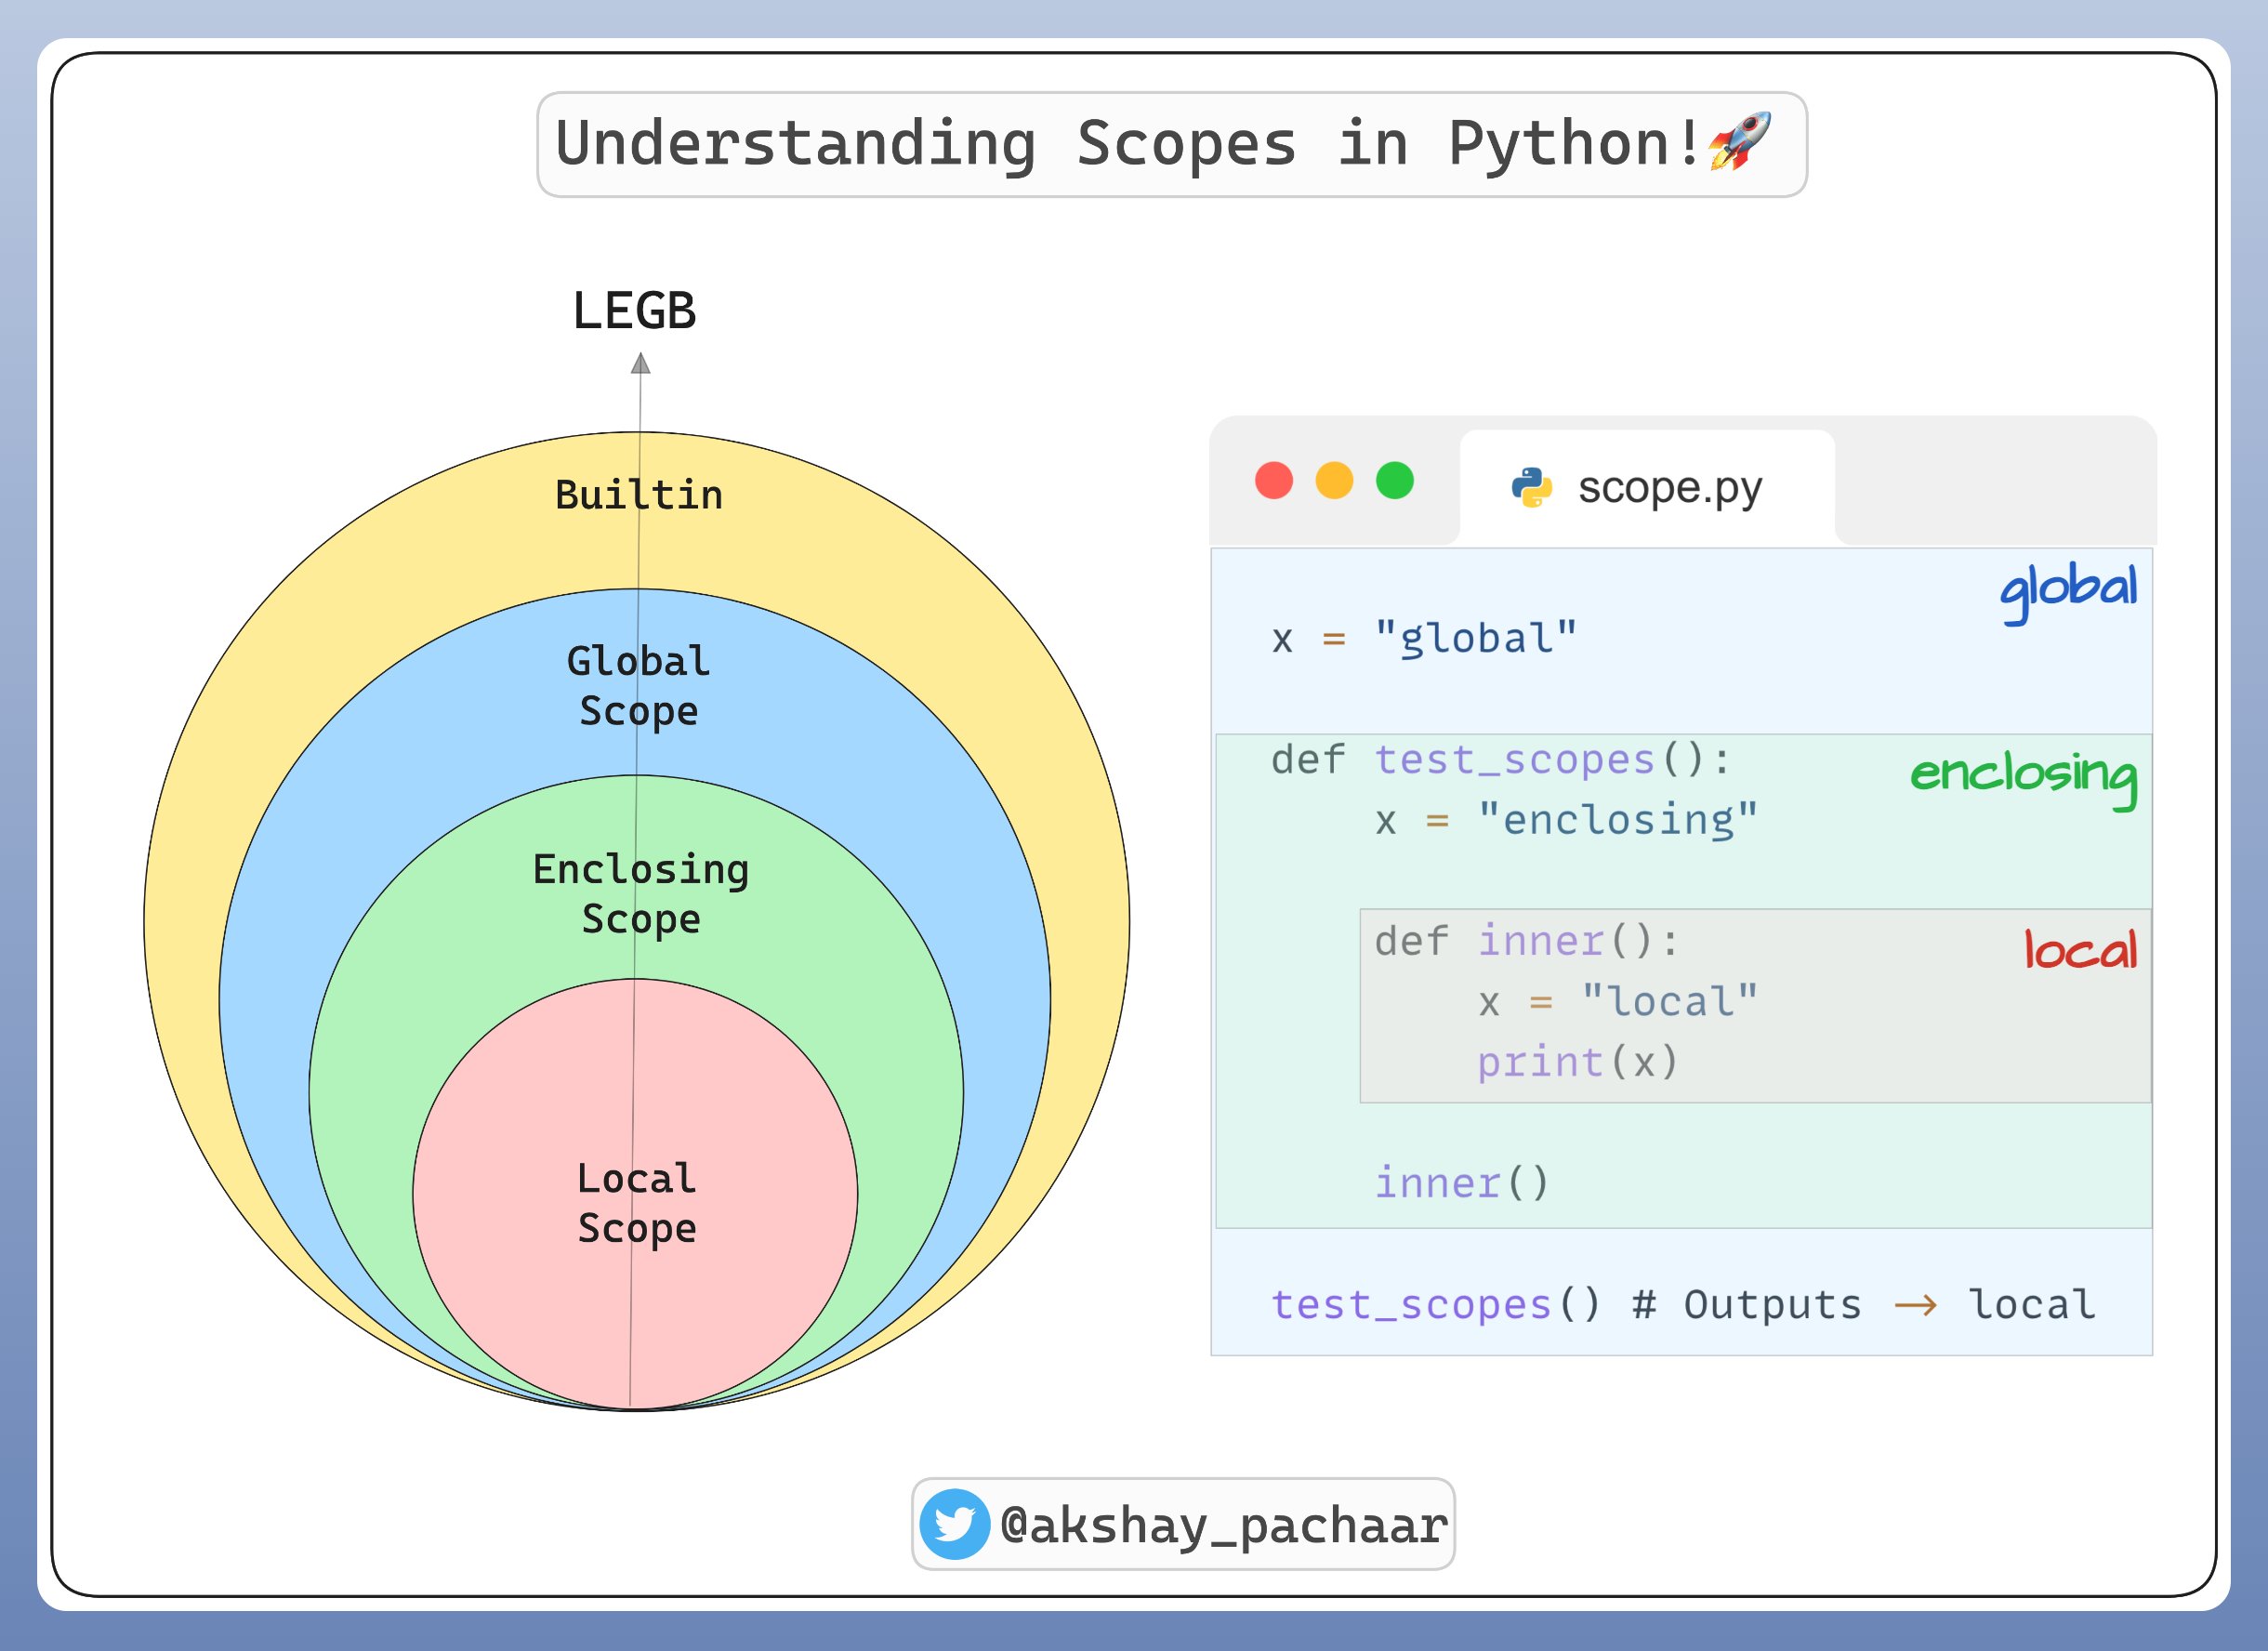 Understanding Scopes in Python!🚀
LEGB
Builtin
Global
Scope
Enclosing
Scope
Local
Scope
scope.py
global
x = "global"
def test_scopes():
enclosing
x = "enclosing"
def inner():
local
x = "local"
print(x)
inner()
test_scopes() # Outputs → local
@akshay_pachaar